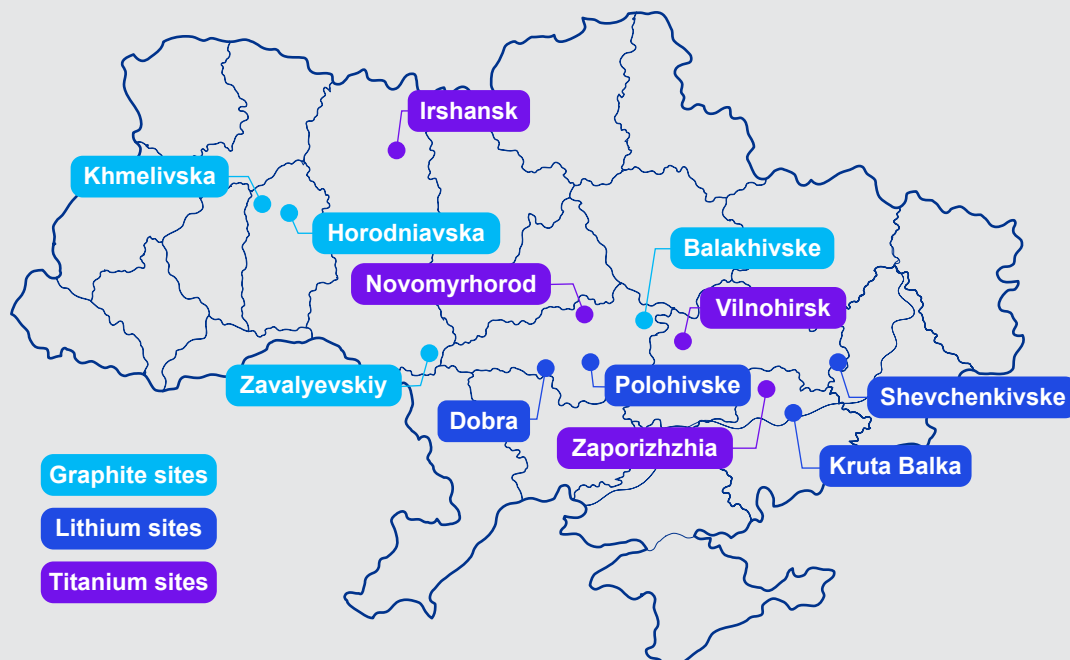 Irshansk
Khmelivska
Horodniavska
Balakhivske
Novomyrhorod
Vilnohirsk
Zavalyevskiy
Polohivske
Shevchenkivske
Dobra
Zaporizhzhia
Kruta Balka
Graphite sites
Lithium sites
Titanium sites